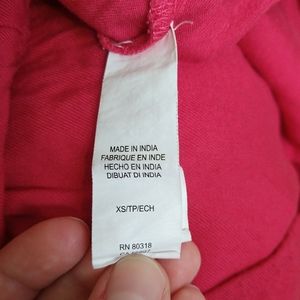 MADE IN INDIA
FABRIQUE EN INDE
HECHO EN INDIA
DIBUAT DI INDIA
XS/TP/ECH
RN 80318